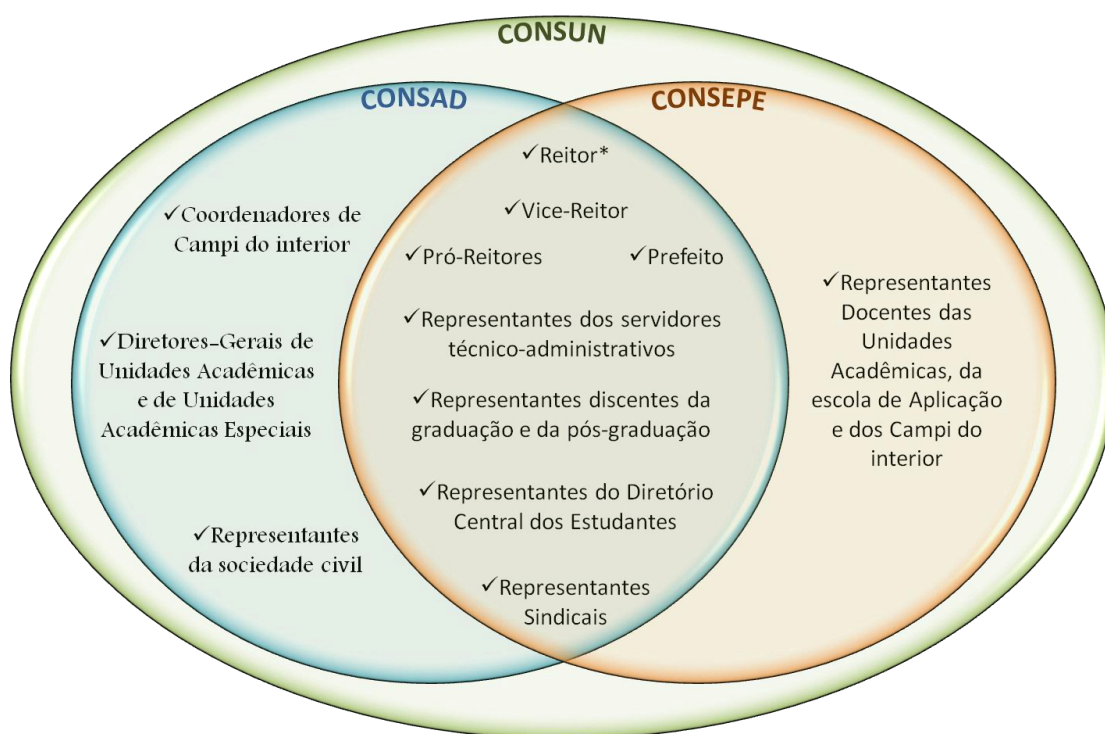 CONSUN
CONSAD
✓Coordenadores de
Campi do interior
✓Diretores-Gerais de
Unidades Acadêmicas
e de Unidades
Acadêmicas Especiais
✓Representantes
da sociedade civil
✓Reitor*
✓Vice-Reitor
✓Pró-Reitores
✓Prefeito
✓Representantes dos servidores
técnico-administrativos
✓Representantes discentes da
graduação e da pós-graduação
✓Representantes do Diretório
Central dos Estudantes
✓Representantes
Sindicais
CONSEPE
✓Representantes
Docentes das
Unidades
Acadêmicas, da
escola de Aplicação
e dos Campi do
interior